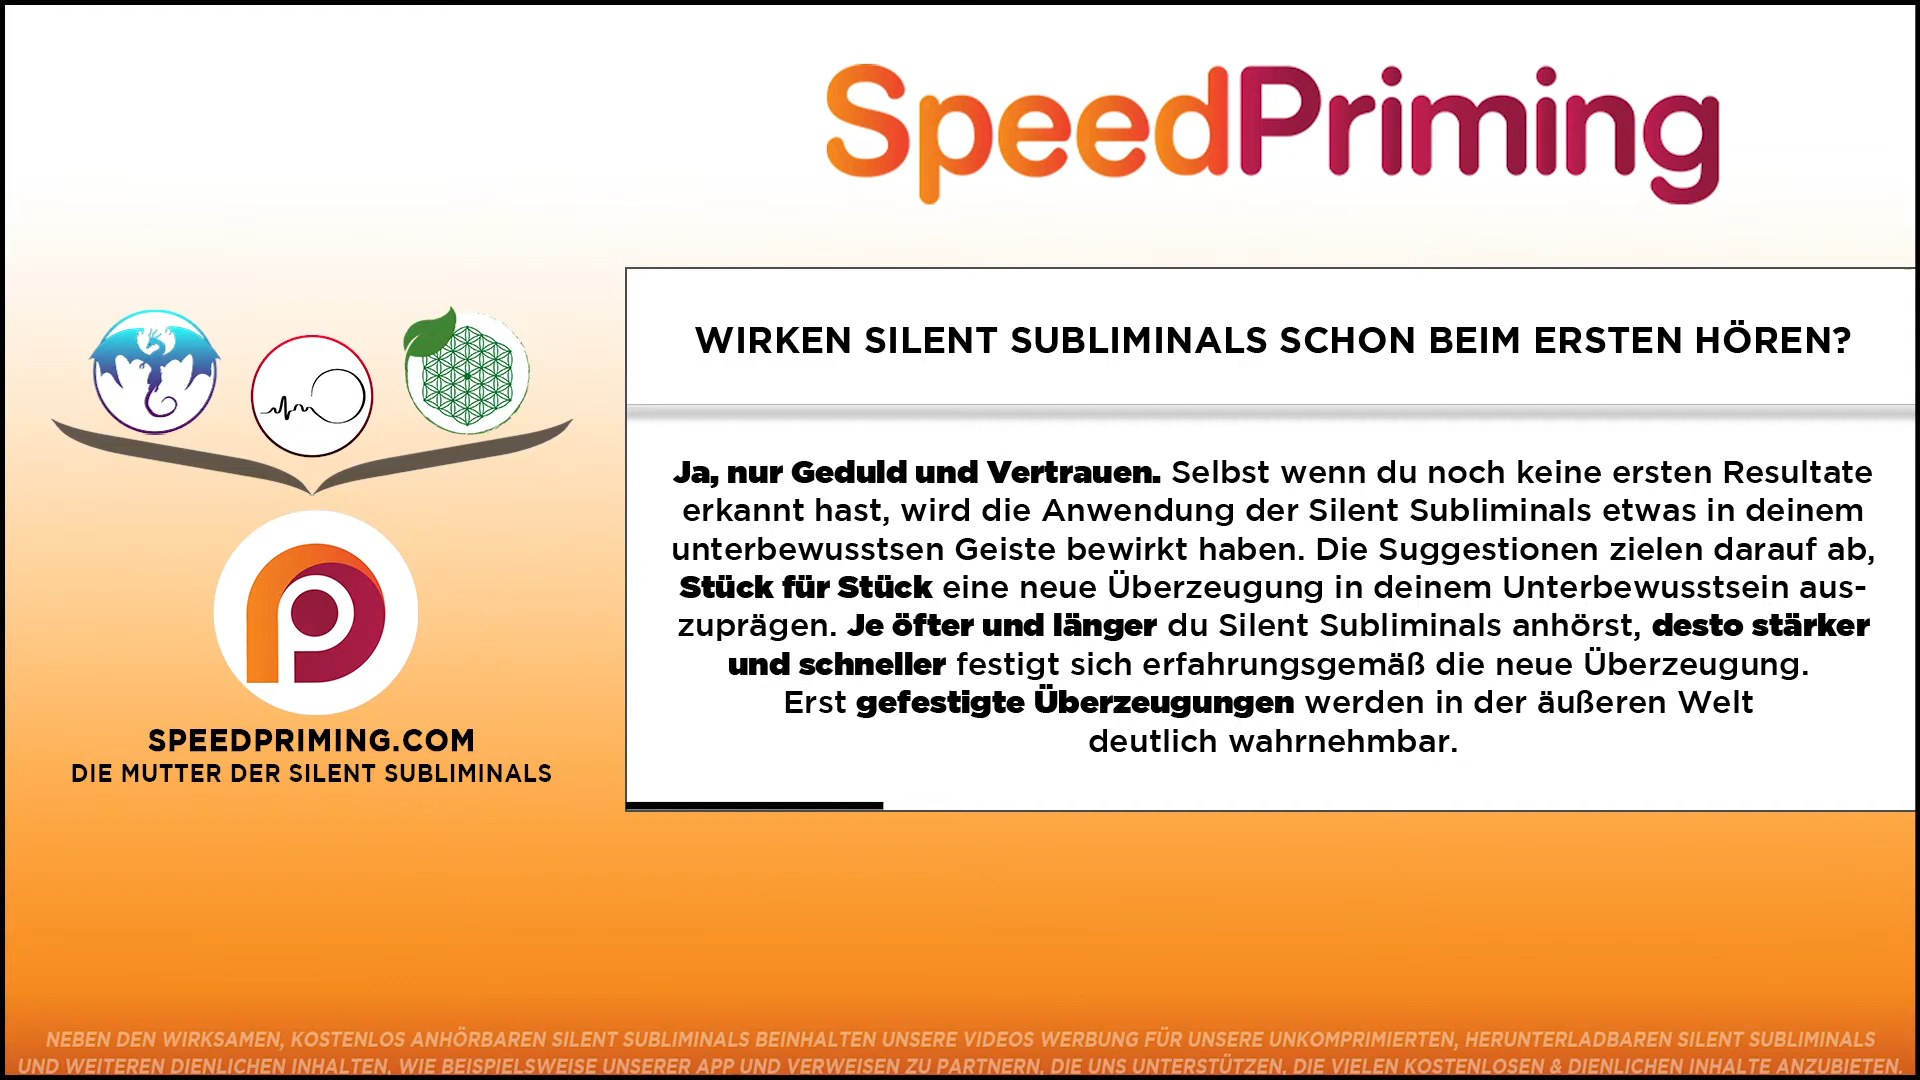 SpeedPriming
WIRKEN SILENT SUBLIMINALS SCHON BEIM ERSTEN HÖREN?
Ja, nur Geduld und Vertrauen. Selbst wenn du noch keine ersten Resultate
erkannt hast, wird die Anwendung der Silent Subliminals etwas in deinem
unterbewusstsen Geiste bewirkt haben. Die Suggestionen zielen darauf ab,
Stück für Stück eine neue Überzeugung in deinem Unterbewusstsein aus-
zuprägen. Je öfter und länger du Silent Subliminals anhörst, desto stärker
und schneller festigt sich erfahrungsgemäß die neue Überzeugung.
Erst gefestigte Überzeugungen werden in der äußeren Welt
deutlich wahrnehmbar.
SPEEDPRIMING.COM
DIE MUTTER DER SILENT SUBLIMINALS
NEBEN DEN WIRKSAMEN, KOSTENLOS ANHÖRBAREN SILENT SUBLIMINALS BEINHALTEN UNSERE VIDEOS WERBUNG FÜR UNSERE UNKOMPRIMIERTEN, HERUNTERLADBAREN SILENT SUBLIMINALS
UND WEITEREN DIENLICHEN INHALTEN, WIE BEISPIELSWEISE UNSERER APP UND VERWEISEN ZU PARTNERN, DIE UNS UNTERSTÜTZEN, DIE VIELEN KOSTENLOSEN & DIENLICHEN INHALTE ANZUBIETEN.